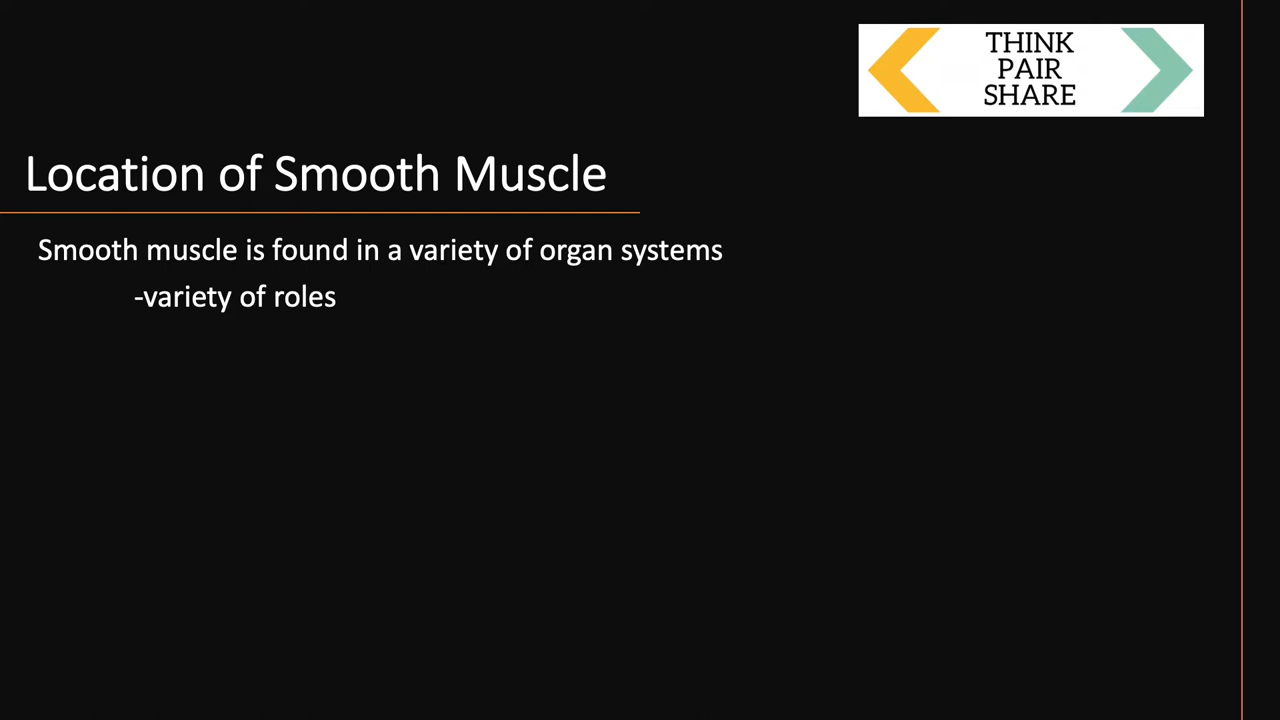 THINK
PAIR
SHARE
Location of Smooth Muscle
Smooth muscle is found in a variety of organ systems
-variety of roles